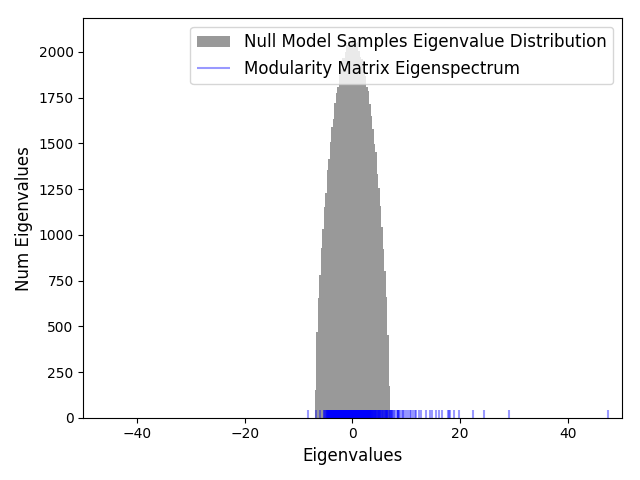 Null Model Samples Eigenvalue Distribution
Modularity Matrix Eigenspectrum
Num Eigenvalues
2000
1750
1500
1250
1000
750
500
250
0
−40 −20 0 20 40
Eigenvalues